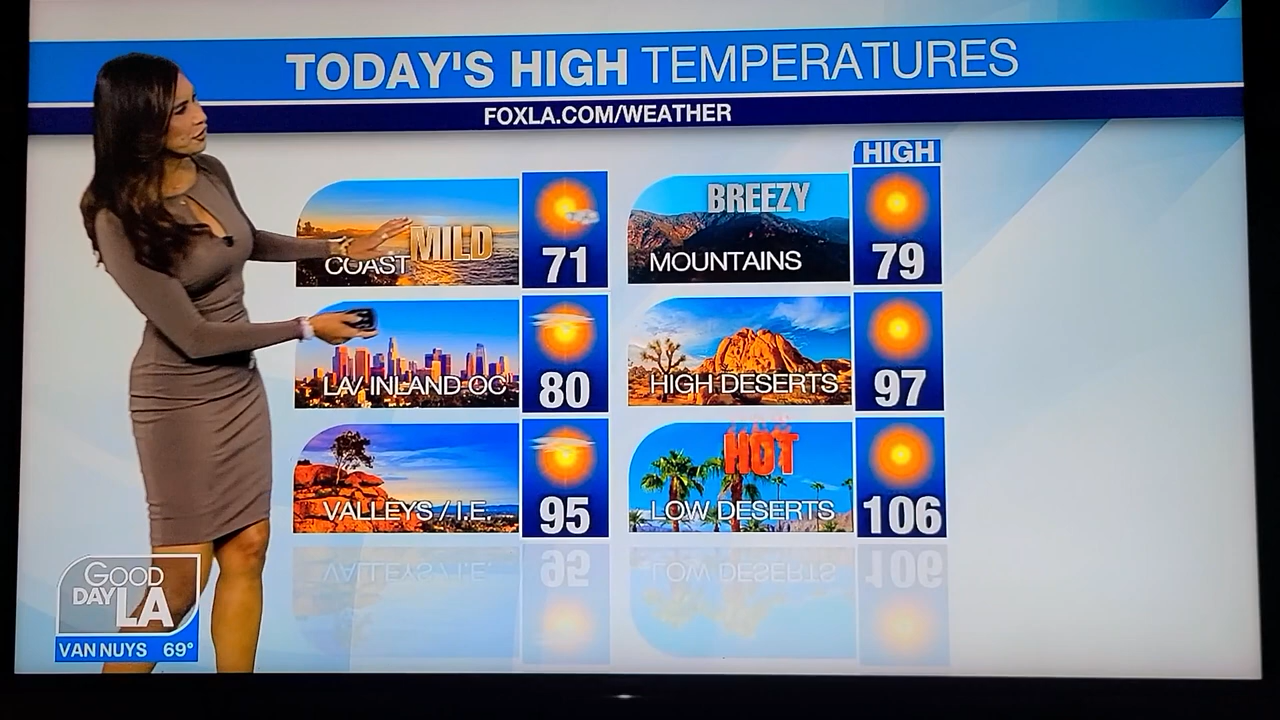 TODAY'S HIGH TEMPERATURES
FOXLA.COM/WEATHER
HIGH
MILD
COAST
71
BREEZY
MOUNTAINS
79
LA/ INLAND OC
80
HIGH DESERTS
97
VALLEYS / I.E.
95
HOT
LOW DESERTS
106
GOOD
DAY LA
VAN NUYS 69°